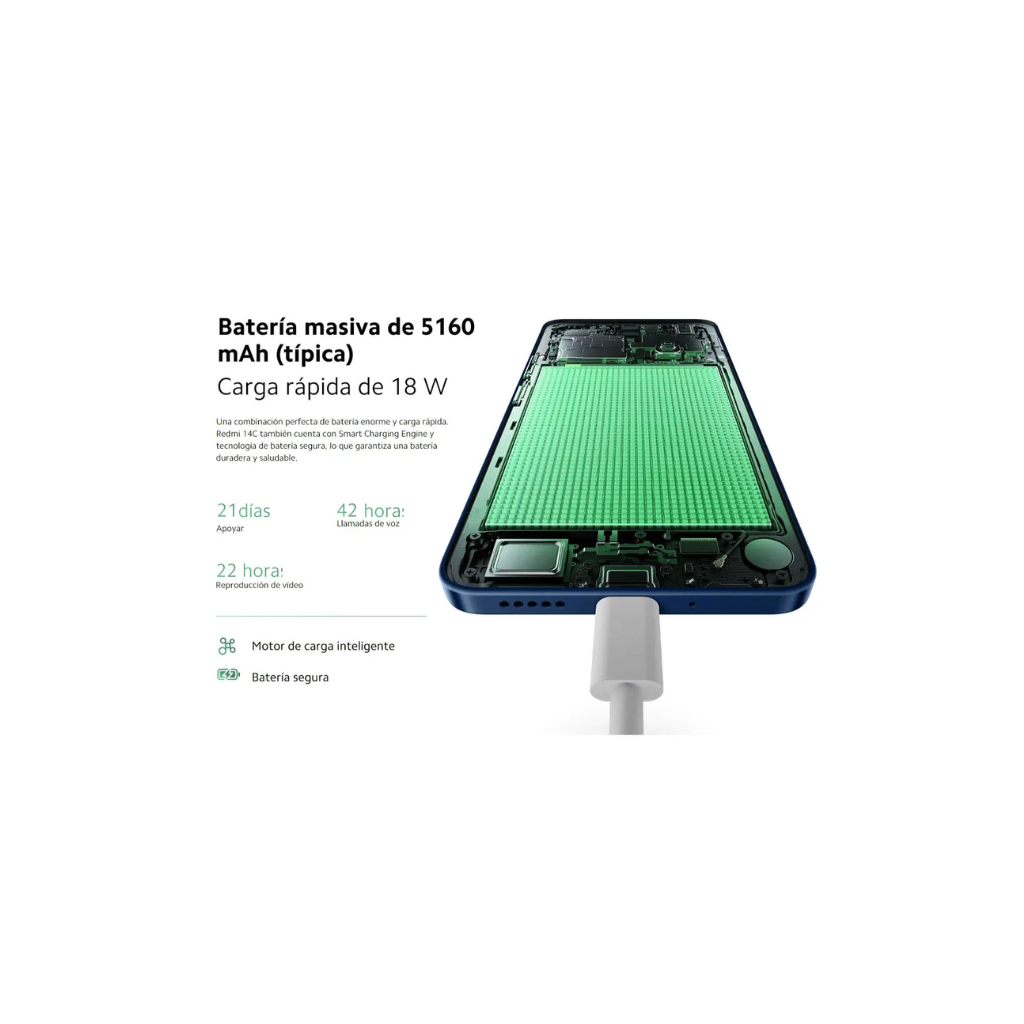 Batería masiva de 5160
mAh (típica)
Carga rápida de 18 W
Una combinación perfecta de batería enorme y carga rápida.
Redmi 14C también cuenta con Smart Charging Engine y
tecnología de batería segura, lo que garantiza una batería
duradera y saludable.
21días
Apoyar
42 horas
Llamadas de voz
22 horas
Reproducción de vídeo
Motor de carga inteligente
Batería segura